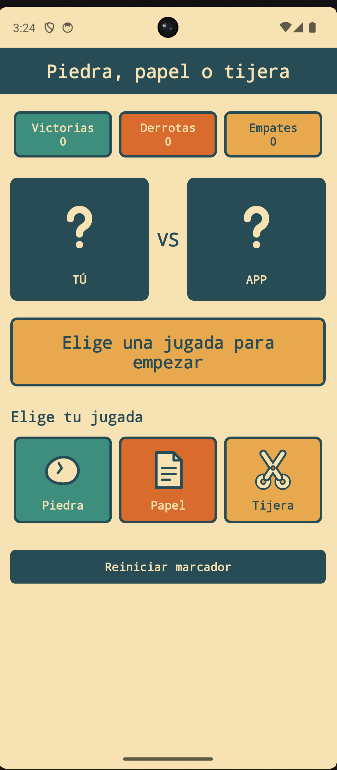 3:24
Piedra, papel o tijera
Victorias
0
Derrotas
0
Empates
0
?
?
VS
TÚ
APP
Elige una jugada para
empezar
Elige tu jugada
Piedra
Papel
Tijera
Reiniciar marcador